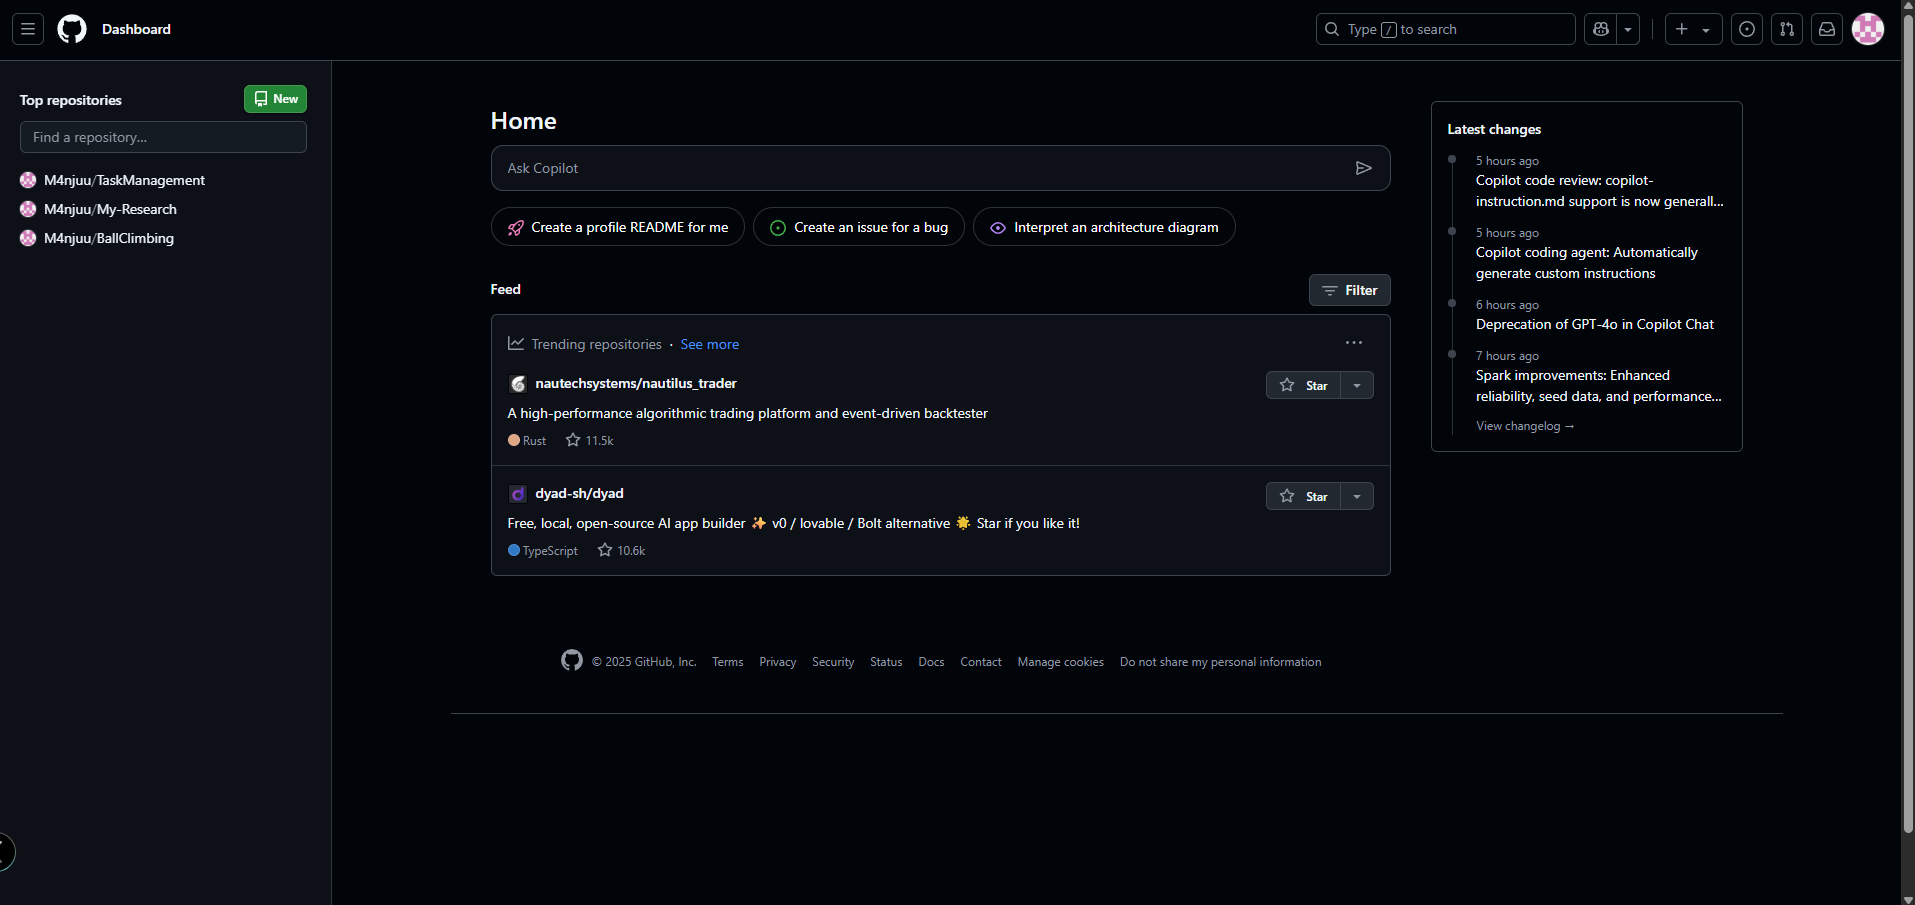 Dashboard
Type / to search
Top repositories
New
Find a repository...
M4njuu/TaskManagement
M4njuu/My-Research
M4njuu/BallClimbing
Home
Ask Copilot
Create a profile README for me
Create an issue for a bug
Interpret an architecture diagram
Feed
Filter
Trending repositories · See more
nautechsystems/nautilus_trader
Star
A high-performance algorithmic trading platform and event-driven backtester
Rust 11.5k
dyad-sh/dyad
Star
Free, local, open-source AI app builder ✨ v0 / lovable / Bolt alternative 🌟 Star if you like it!
TypeScript 10.6k
Latest changes
5 hours ago
Copilot code review: copilot-
instruction.md support is now generall...
5 hours ago
Copilot coding agent: Automatically
generate custom instructions
6 hours ago
Deprecation of GPT-4o in Copilot Chat
7 hours ago
Spark improvements: Enhanced
reliability, seed data, and performance...
View changelog →
© 2025 GitHub, Inc. Terms Privacy Security Status Docs Contact Manage cookies Do not share my personal information